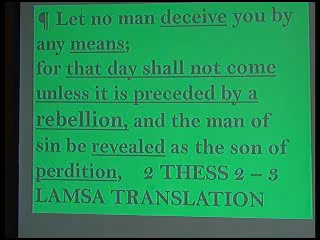 ¶ Let no man deceive you by
any means;
for that day shall not come
unless it is preceded by a
rebellion, and the man of
sin be revealed as the son of
perdition, 2 THESS 2 – 3
LAMSA TRANSLATION